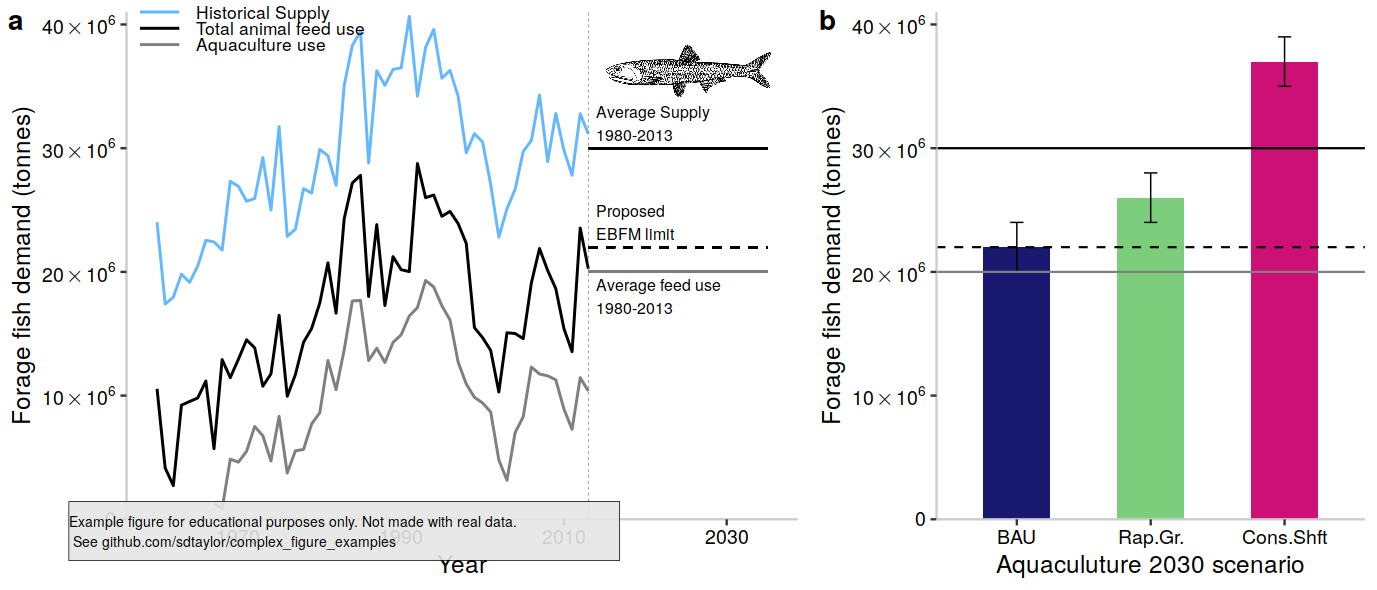 a
Historical Supply
Total animal feed use
Aquaculture use
40 × 10⁶
30 × 10⁶
20 × 10⁶
10 × 10⁶
0
Forage fish demand (tonnes)
Average Supply
1980-2013
Proposed
EBFM limit
Average feed use
1980-2013
1970
1990
2010
2030
Year
Example figure for educational purposes only. Not made with real data.
See github.com/sdtaylor/complex_figure_examples
b
40 × 10⁶
30 × 10⁶
20 × 10⁶
10 × 10⁶
0
Forage fish demand (tonnes)
BAU
Rap.Gr.
Cons.Shft
Aquaculuture 2030 scenario